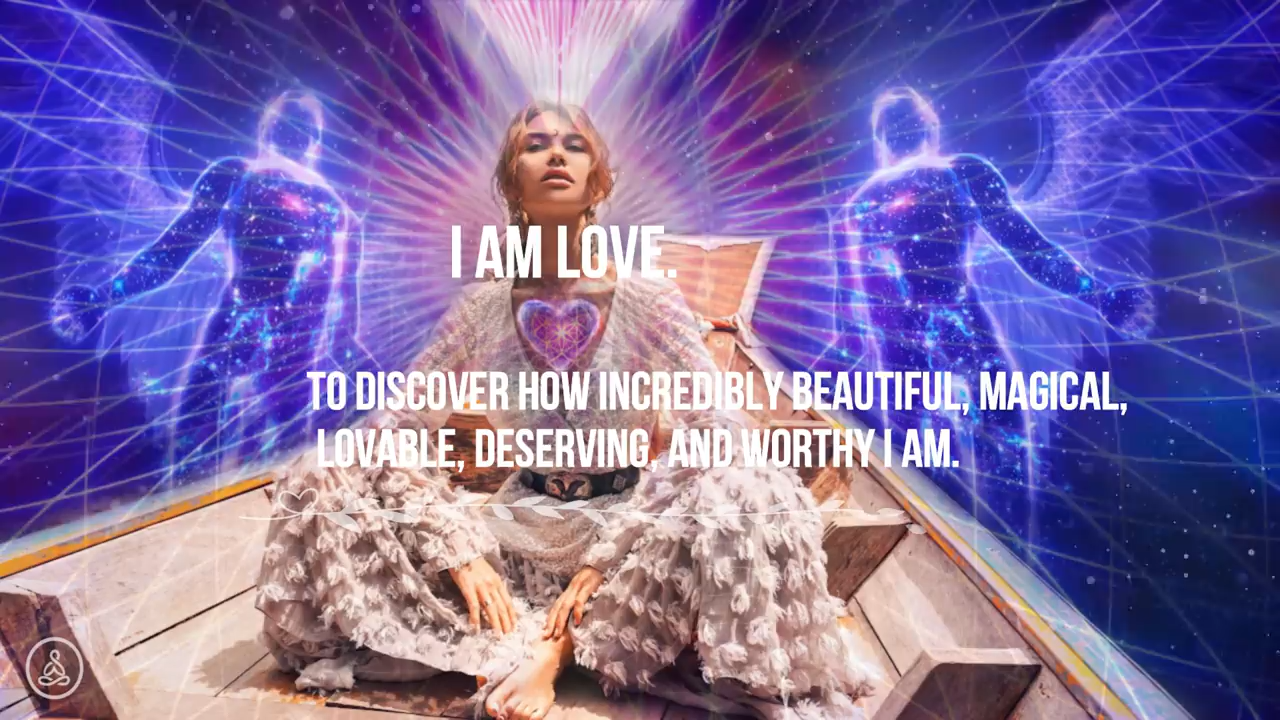 I AM LOVE.
TO DISCOVER HOW INCREDIBLY BEAUTIFUL, MAGICAL,
LOVABLE, DESERVING, AND WORTHY I AM.